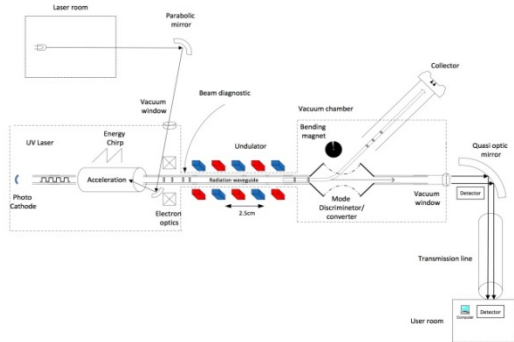 Laser room
Parabolic
mirror
Collector
Vacuum
window
Beam diagnostic
Vacuum chamber
Bending
magnet
Energy
Chirp
UV Laser
Undulator
Quasi optic
mirror
Acceleration
Radiation waveguide
Photo
Cathode
Electron
optics
2.5cm
Mode
Discriminetor/
converter
Vacuum
window
Detector
Transmission line
Computer
Detector
User room